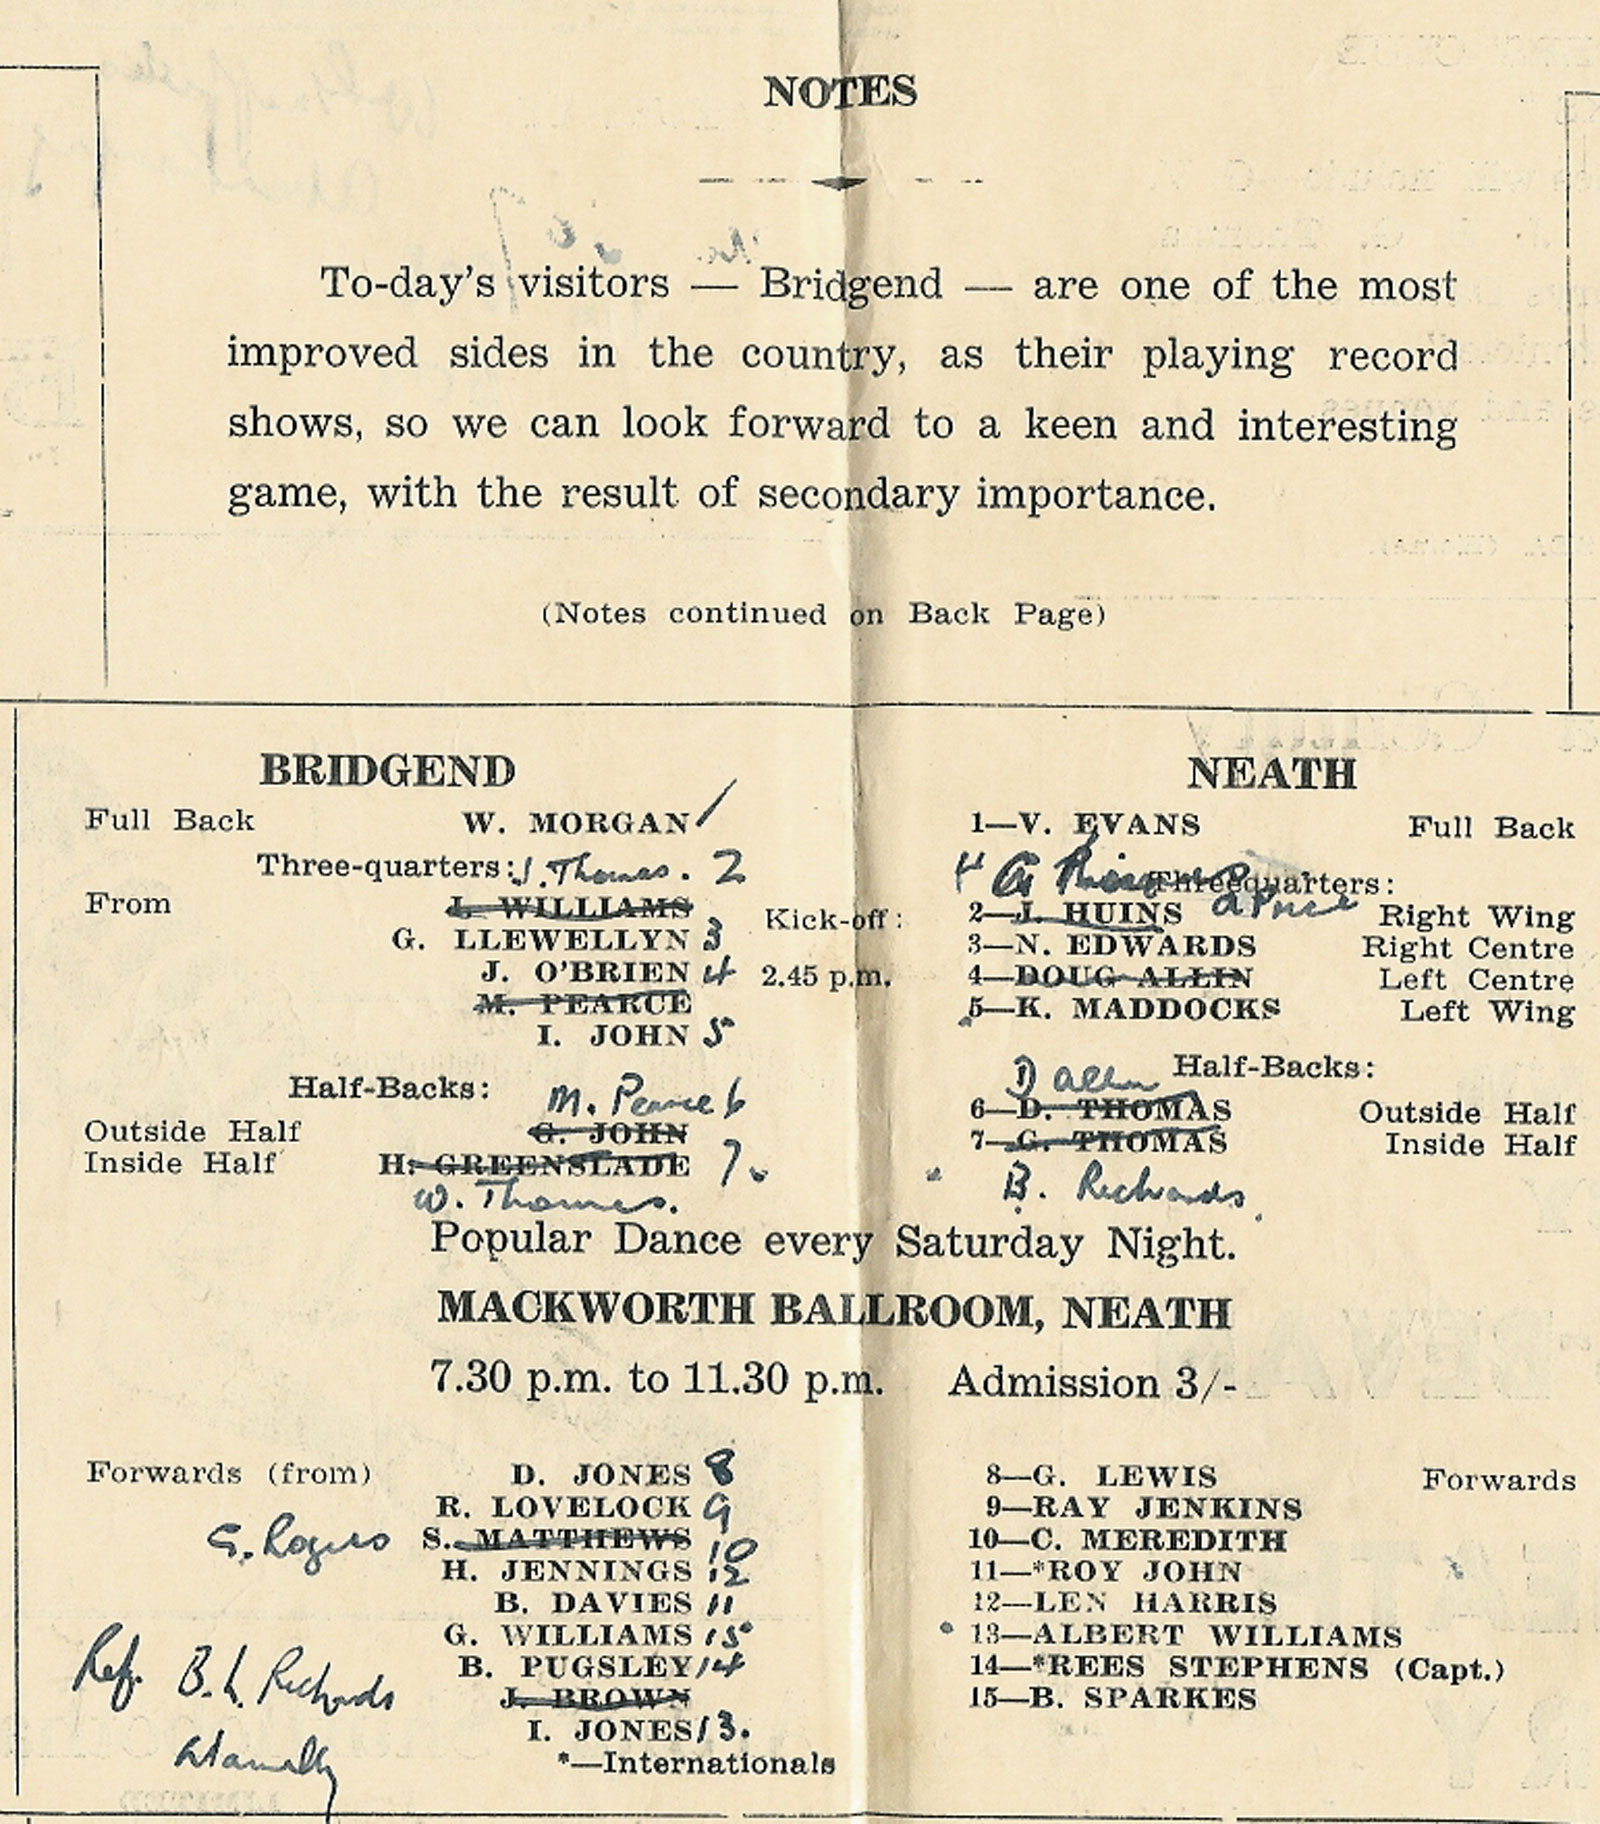 NOTES
To-day's visitors — Bridgend — are one of the most
improved sides in the country, as their playing record
shows, so we can look forward to a keen and interesting
game, with the result of secondary importance.
(Notes continued on Back Page)
BRIDGEND
Full Back W. MORGAN 1
Three-quarters: J. Thomas. 2
From L WILLIAMS
G. LLEWELLYN 3
J. O'BRIEN 4
M. PEARCE
I. JOHN 5
Half-Backs: M. Pearce 6
Outside Half G. JOHN
Inside Half H. GREENSLADE 7.
W. Thomas.
Kick-off:
2.45 p.m.
NEATH
1—V. EVANS Full Back
4 Threequarters:
2—J. HUINS Right Wing
3—N. EDWARDS Right Centre
4—DOUG ALLIN Left Centre
5—K. MADDOCKS Left Wing
D Allin Half-Backs:
6—D. THOMAS Outside Half
7—G. THOMAS Inside Half
B. Richards
Popular Dance every Saturday Night.
MACKWORTH BALLROOM, NEATH
7.30 p.m. to 11.30 p.m. Admission 3/-
Forwards (from) D. JONES 8
R. LOVELOCK 9
G. Rogers S. MATTHEWS 10
H. JENNINGS 12
B. DAVIES 11
G. WILLIAMS 15
B. PUGSLEY 14
J. BROWN
I. JONES 13.
*—Internationals
Ref. B. L. Richards
Llanelly
8—G. LEWIS Forwards
9—RAY JENKINS
10—C. MEREDITH
11—*ROY JOHN
12—LEN HARRIS
13—ALBERT WILLIAMS
14—*REES STEPHENS (Capt.)
15—B. SPARKES